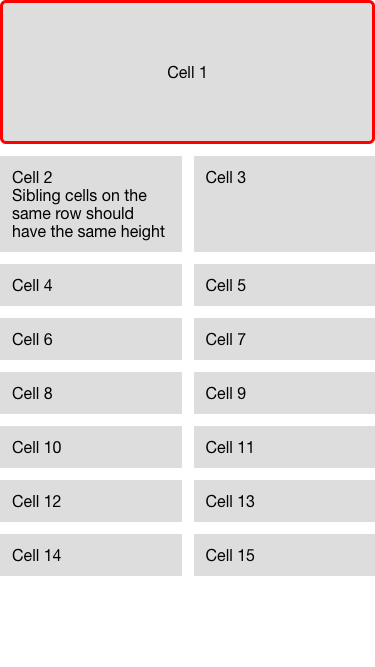 Cell 1
Cell 2
Sibling cells on the
same row should
have the same height
Cell 3
Cell 4
Cell 5
Cell 6
Cell 7
Cell 8
Cell 9
Cell 10
Cell 11
Cell 12
Cell 13
Cell 14
Cell 15